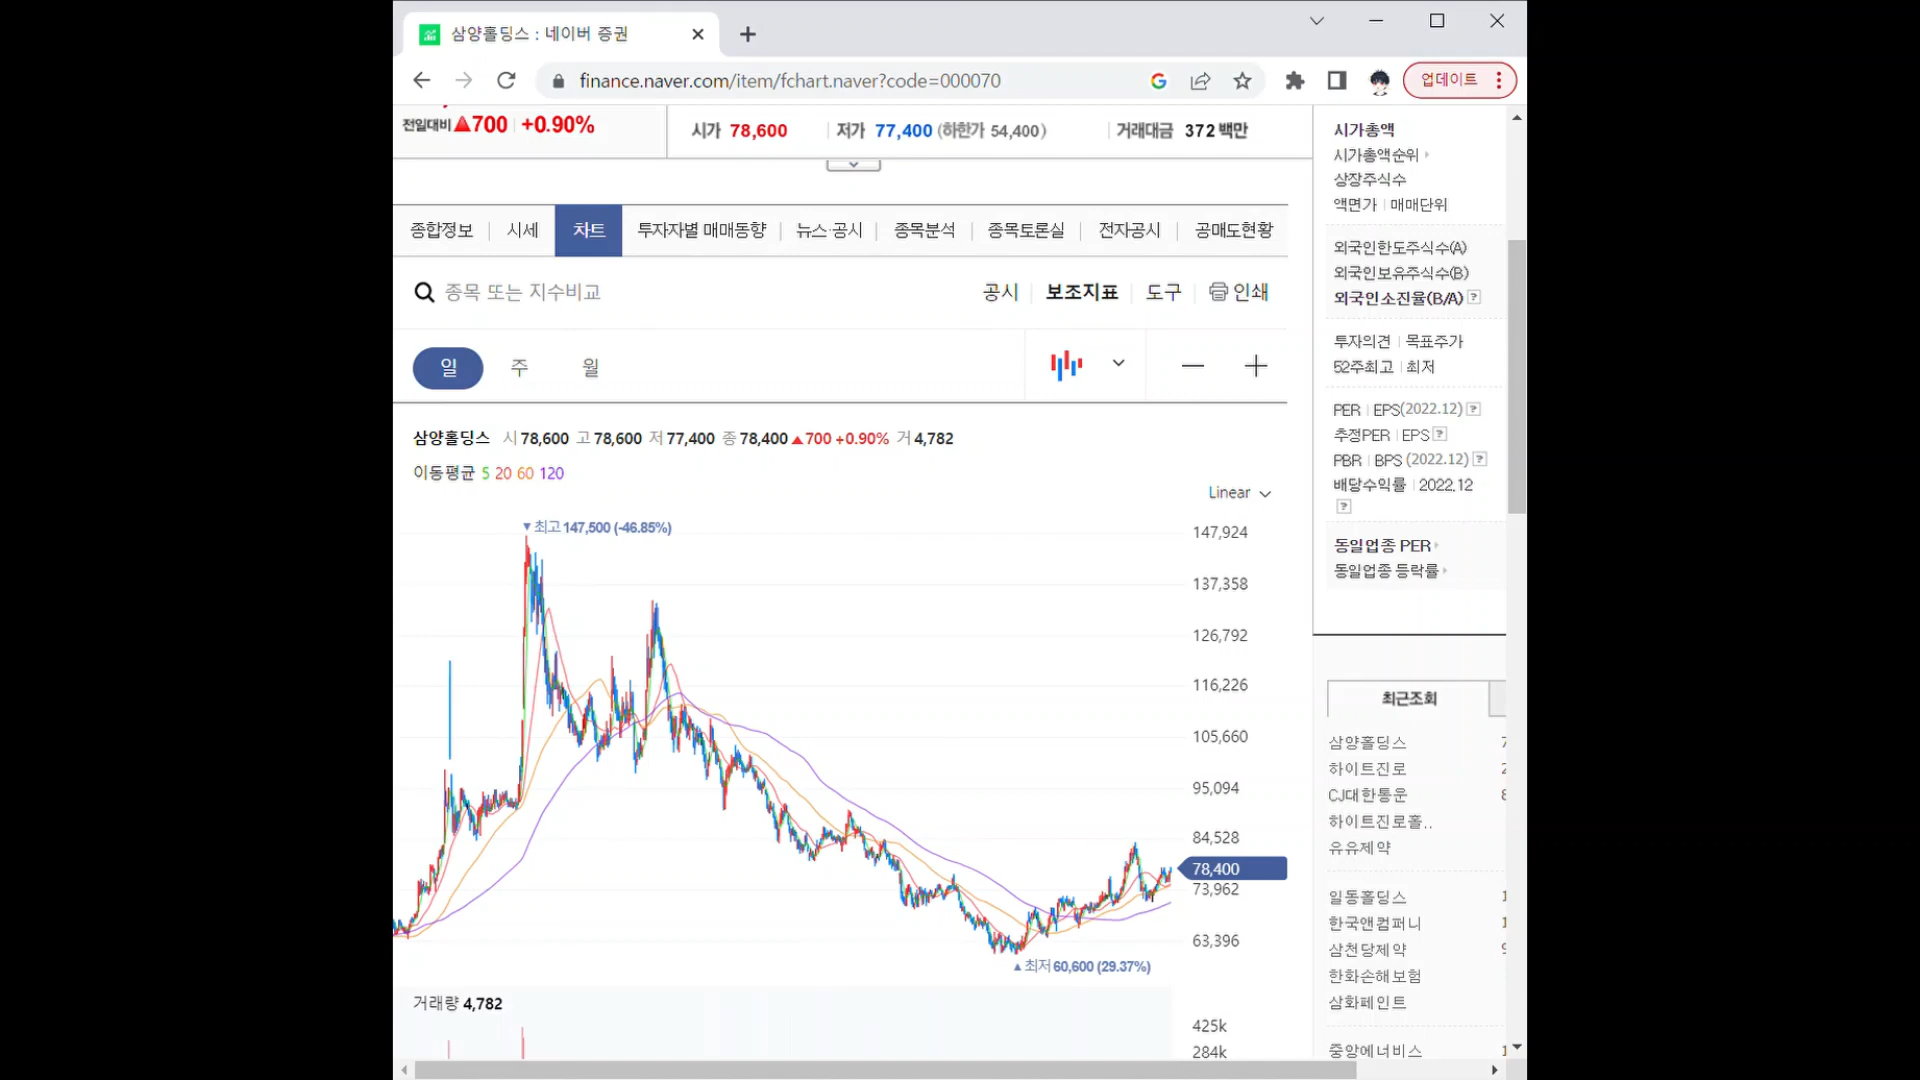 삼양홀딩스 : 네이버 증권
finance.naver.com/item/fchart.naver?code=000070
업데이트
전일대비 ▲700 +0.90%
시가 78,600 저가 77,400 (하한가 54,400) 거래대금 372 백만
종합정보 시세 차트 투자자별 매매동향 뉴스·공시 종목분석 종목토론실 전자공시 공매도현황
종목 또는 지수비교
공시 보조지표 도구 인쇄
일 주 월
삼양홀딩스 시 78,600 고 78,600 저 77,400 종 78,400 ▲700 +0.90% 거 4,782
이동평균 5 20 60 120
Linear
▼최고 147,500 (-46.85%)
147,924
137,358
126,792
116,226
105,660
95,094
84,528
78,400
73,962
63,396
▲최저 60,600 (29.37%)
거래량 4,782
425k
284k
시가총액
시가총액순위
상장주식수
액면가 | 매매단위
외국인한도주식수(A)
외국인보유주식수(B)
외국인소진율(B/A) ?
투자의견 | 목표주가
52주최고 | 최저
PER | EPS(2022.12) ?
추정PER | EPS ?
PBR | BPS (2022.12) ?
배당수익률 | 2022.12
?
동일업종 PER
동일업종 등락률
최근조회
삼양홀딩스
하이트진로
CJ대한통운
하이트진로홀..
유유제약
일동홀딩스
한국앤컴퍼니
삼천당제약
한화손해보험
삼화페인트
중앙에너비스